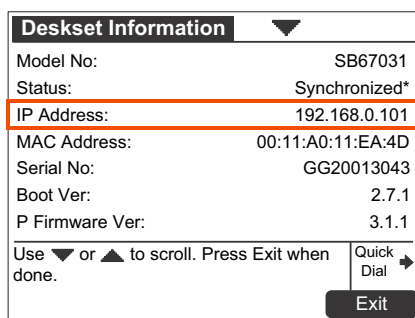 Deskset Information
Model No: SB67031
Status: Synchronized*
IP Address: 192.168.0.101
MAC Address: 00:11:A0:11:EA:4D
Serial No: GG20013043
Boot Ver: 2.7.1
P Firmware Ver: 3.1.1
Use ▼ or ▲ to scroll. Press Exit when
done.
Quick
Dial
Exit